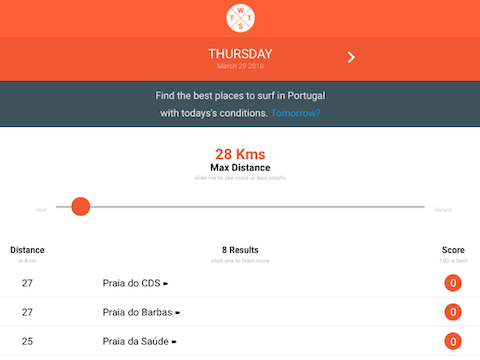 W
T T
S
THURSDAY
March 29 2018
Find the best places to surf in Portugal
with todays's conditions. Tomorrow?
28 Kms
Max Distance
slide me to see more or less results
near
distant
Distance 8 Results Score
in Kms click one to learn more 100 is best
27 Praia do CDS 0
27 Praia do Barbas 0
25 Praia da Saúde 0